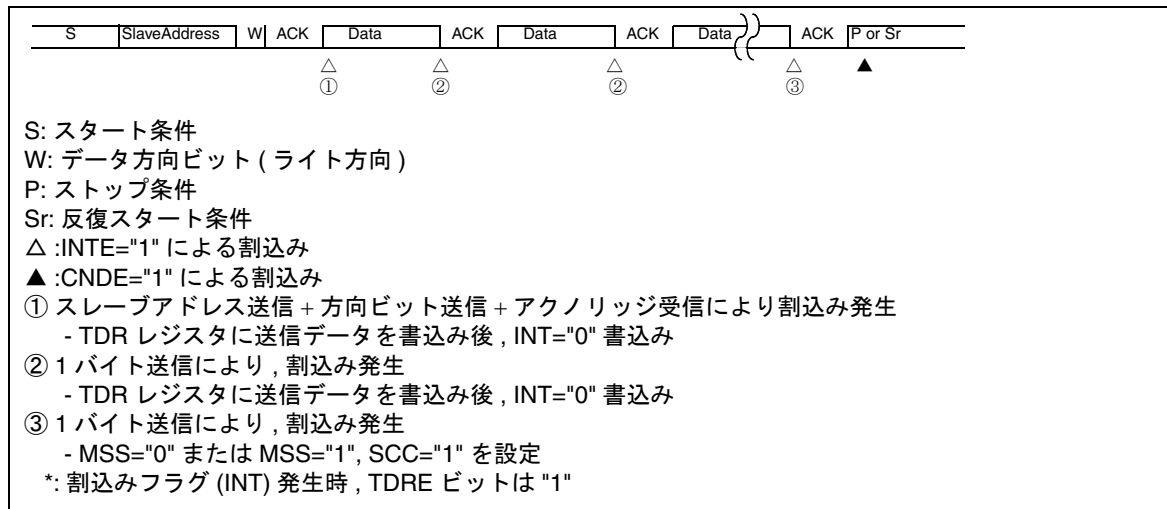 S SlaveAddress W ACK Data ACK Data ACK Data ACK P or Sr
△ △ △ △ ▲
① ② ② ③
S: スタート条件
W: データ方向ビット ( ライト方向 )
P: ストップ条件
Sr: 反復スタート条件
△ :INTE="1" による割込み
▲ :CNDE="1" による割込み
① スレーブアドレス送信 + 方向ビット送信 + アクノリッジ受信により割込み発生
- TDR レジスタに送信データを書込み後 , INT="0" 書込み
② 1 バイト送信により , 割込み発生
- TDR レジスタに送信データを書込み後 , INT="0" 書込み
③ 1 バイト送信により , 割込み発生
- MSS="0" または MSS="1", SCC="1" を設定
*: 割込みフラグ (INT) 発生時 , TDRE ビットは "1"